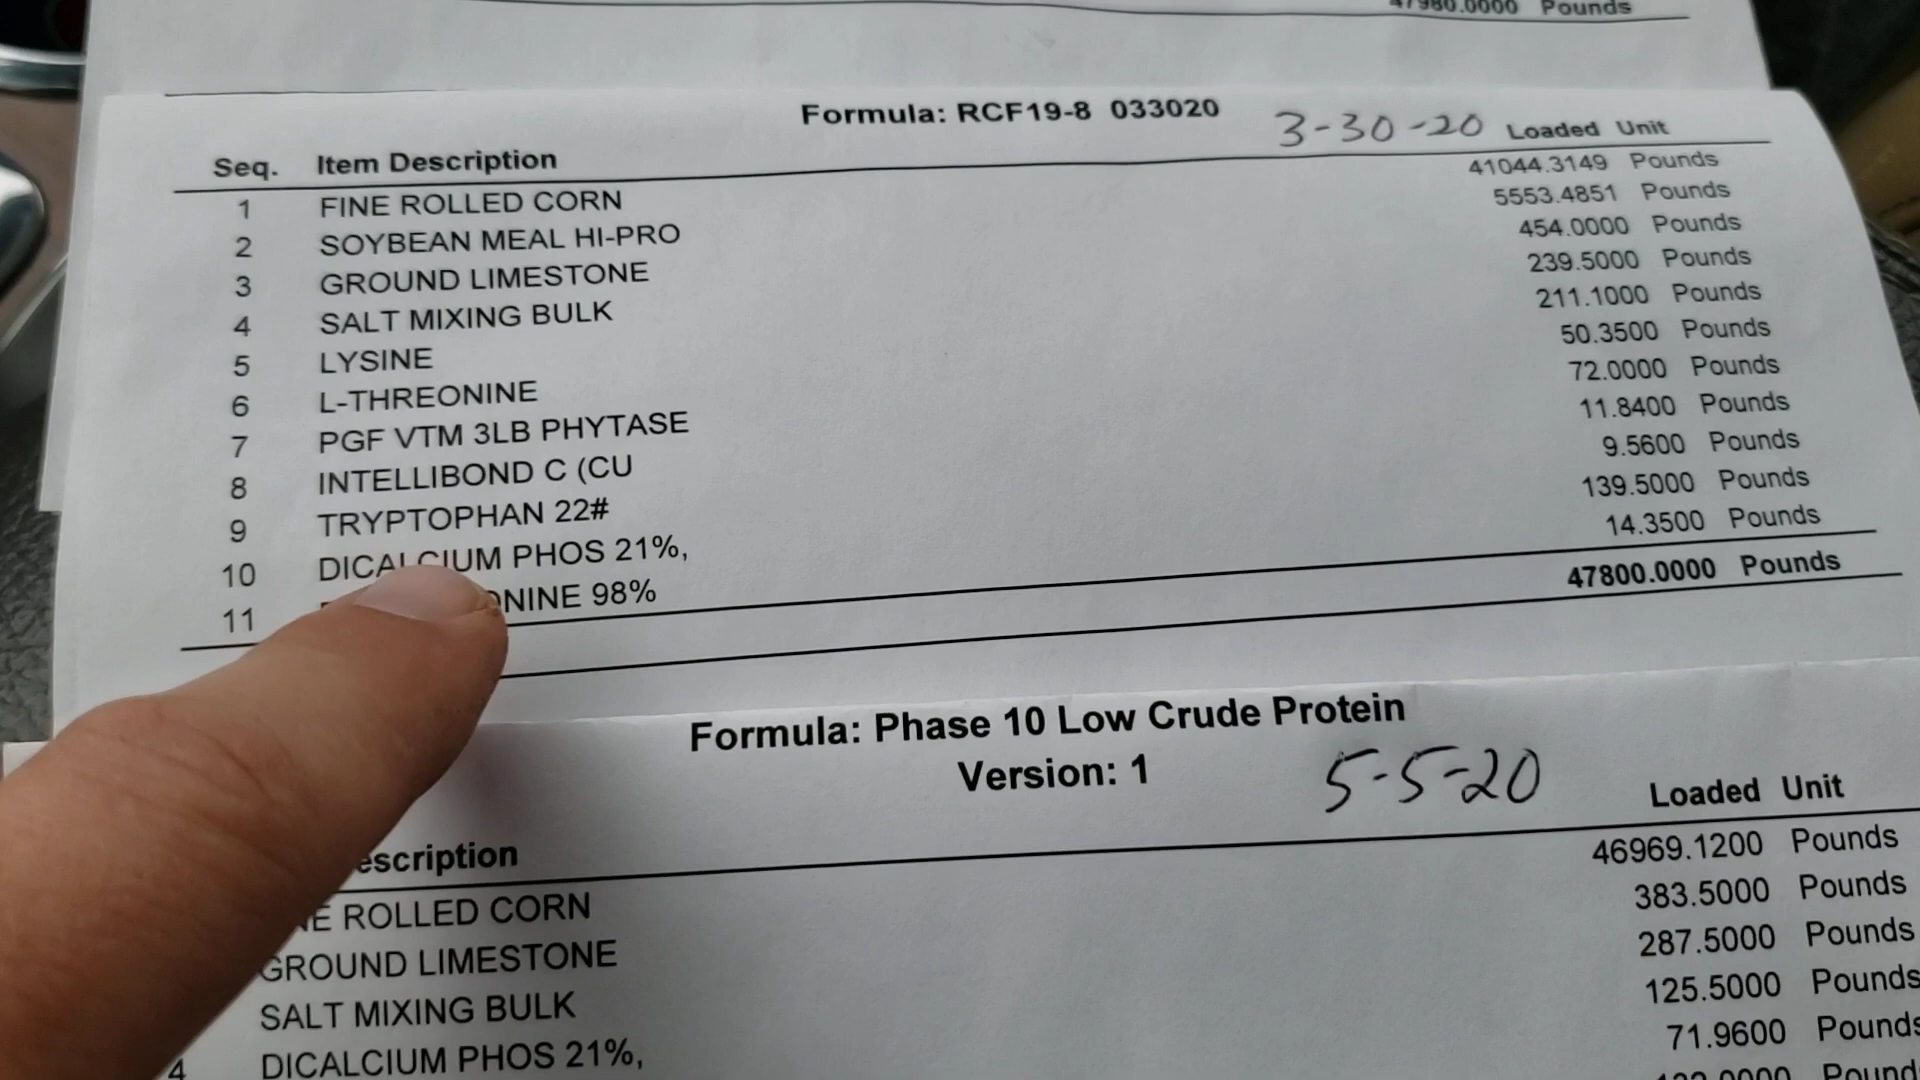 47980.0000 Pounds
Formula: RCF19-8 033020 3-30-20
Seq. Item Description Loaded Unit
1 FINE ROLLED CORN 41044.3149 Pounds
2 SOYBEAN MEAL HI-PRO 5553.4851 Pounds
3 GROUND LIMESTONE 454.0000 Pounds
4 SALT MIXING BULK 239.5000 Pounds
5 LYSINE 211.1000 Pounds
6 L-THREONINE 50.3500 Pounds
7 PGF VTM 3LB PHYTASE 72.0000 Pounds
8 INTELLIBOND C (CU 11.8400 Pounds
9 TRYPTOPHAN 22# 9.5600 Pounds
10 DICALCIUM PHOS 21%, 139.5000 Pounds
11 ONINE 98% 14.3500 Pounds
47800.0000 Pounds
Formula: Phase 10 Low Crude Protein
Version: 1 5-5-20
escription Loaded Unit
NE ROLLED CORN 46969.1200 Pounds
GROUND LIMESTONE 383.5000 Pounds
SALT MIXING BULK 287.5000 Pounds
4 DICALCIUM PHOS 21%, 125.5000 Pounds
71.9600 Pounds